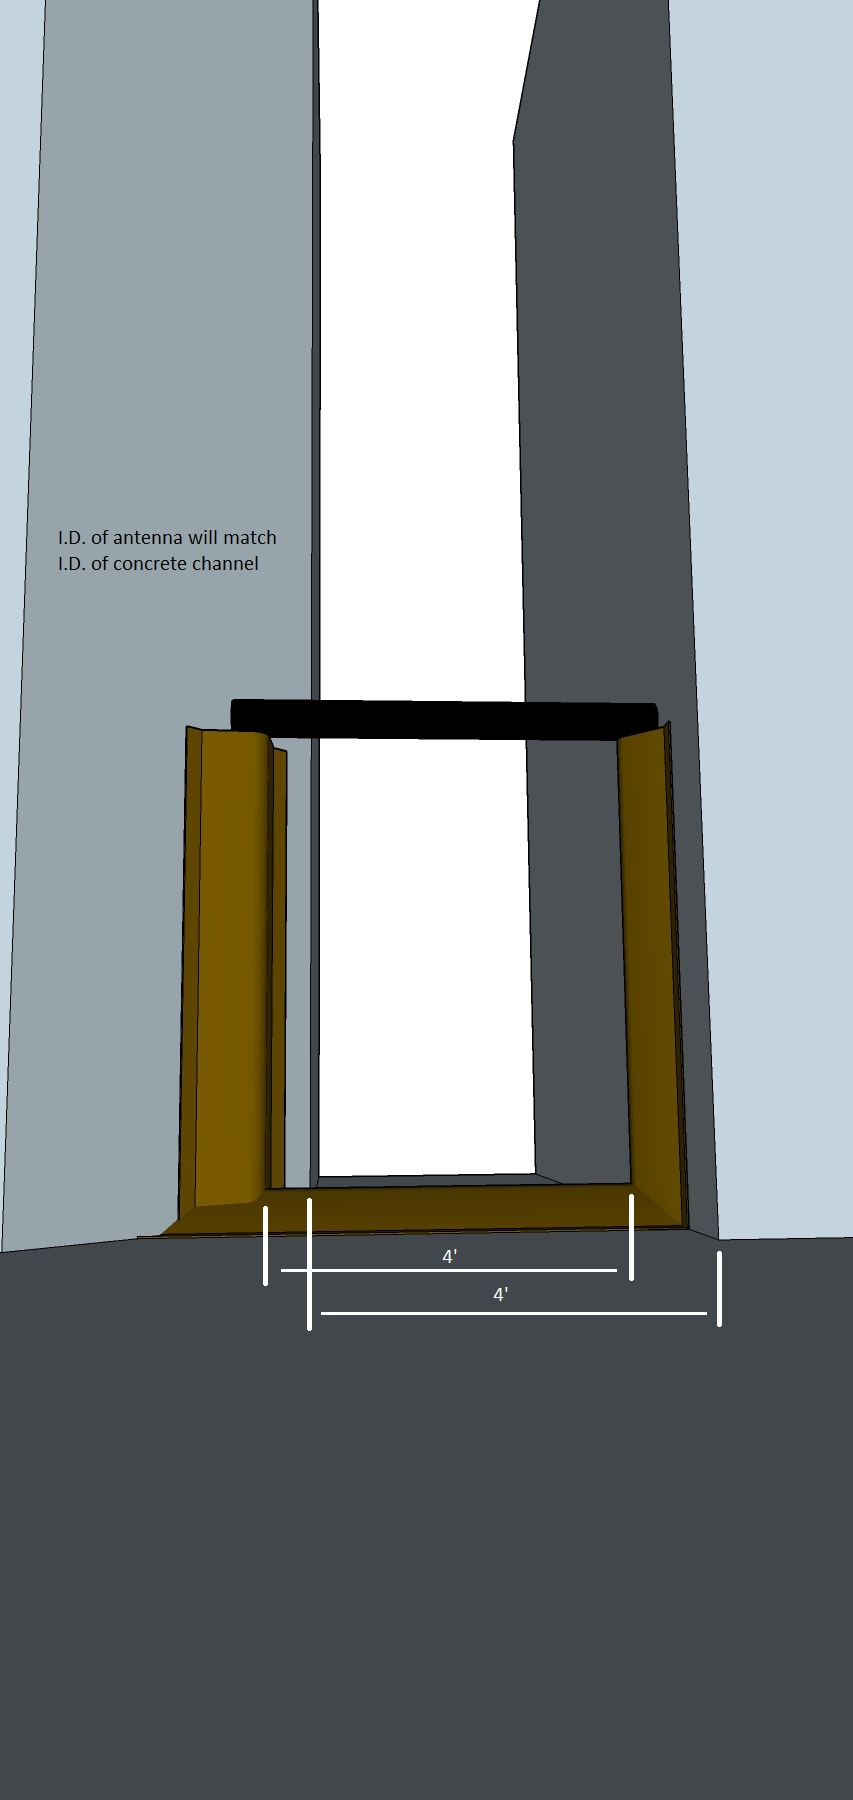 I.D. of antenna will match
I.D. of concrete channel
4'
4'